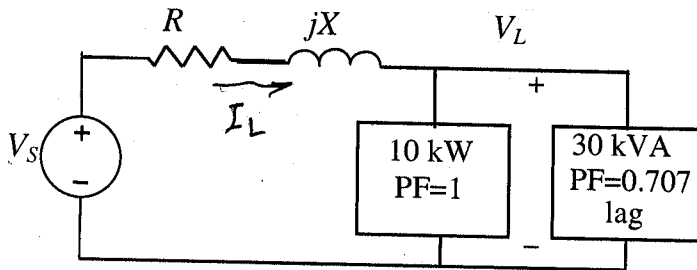 R
jX
V_L
I_L
+
V_S
+
−
10 kW
PF=1
30 kVA
PF=0.707
lag
−